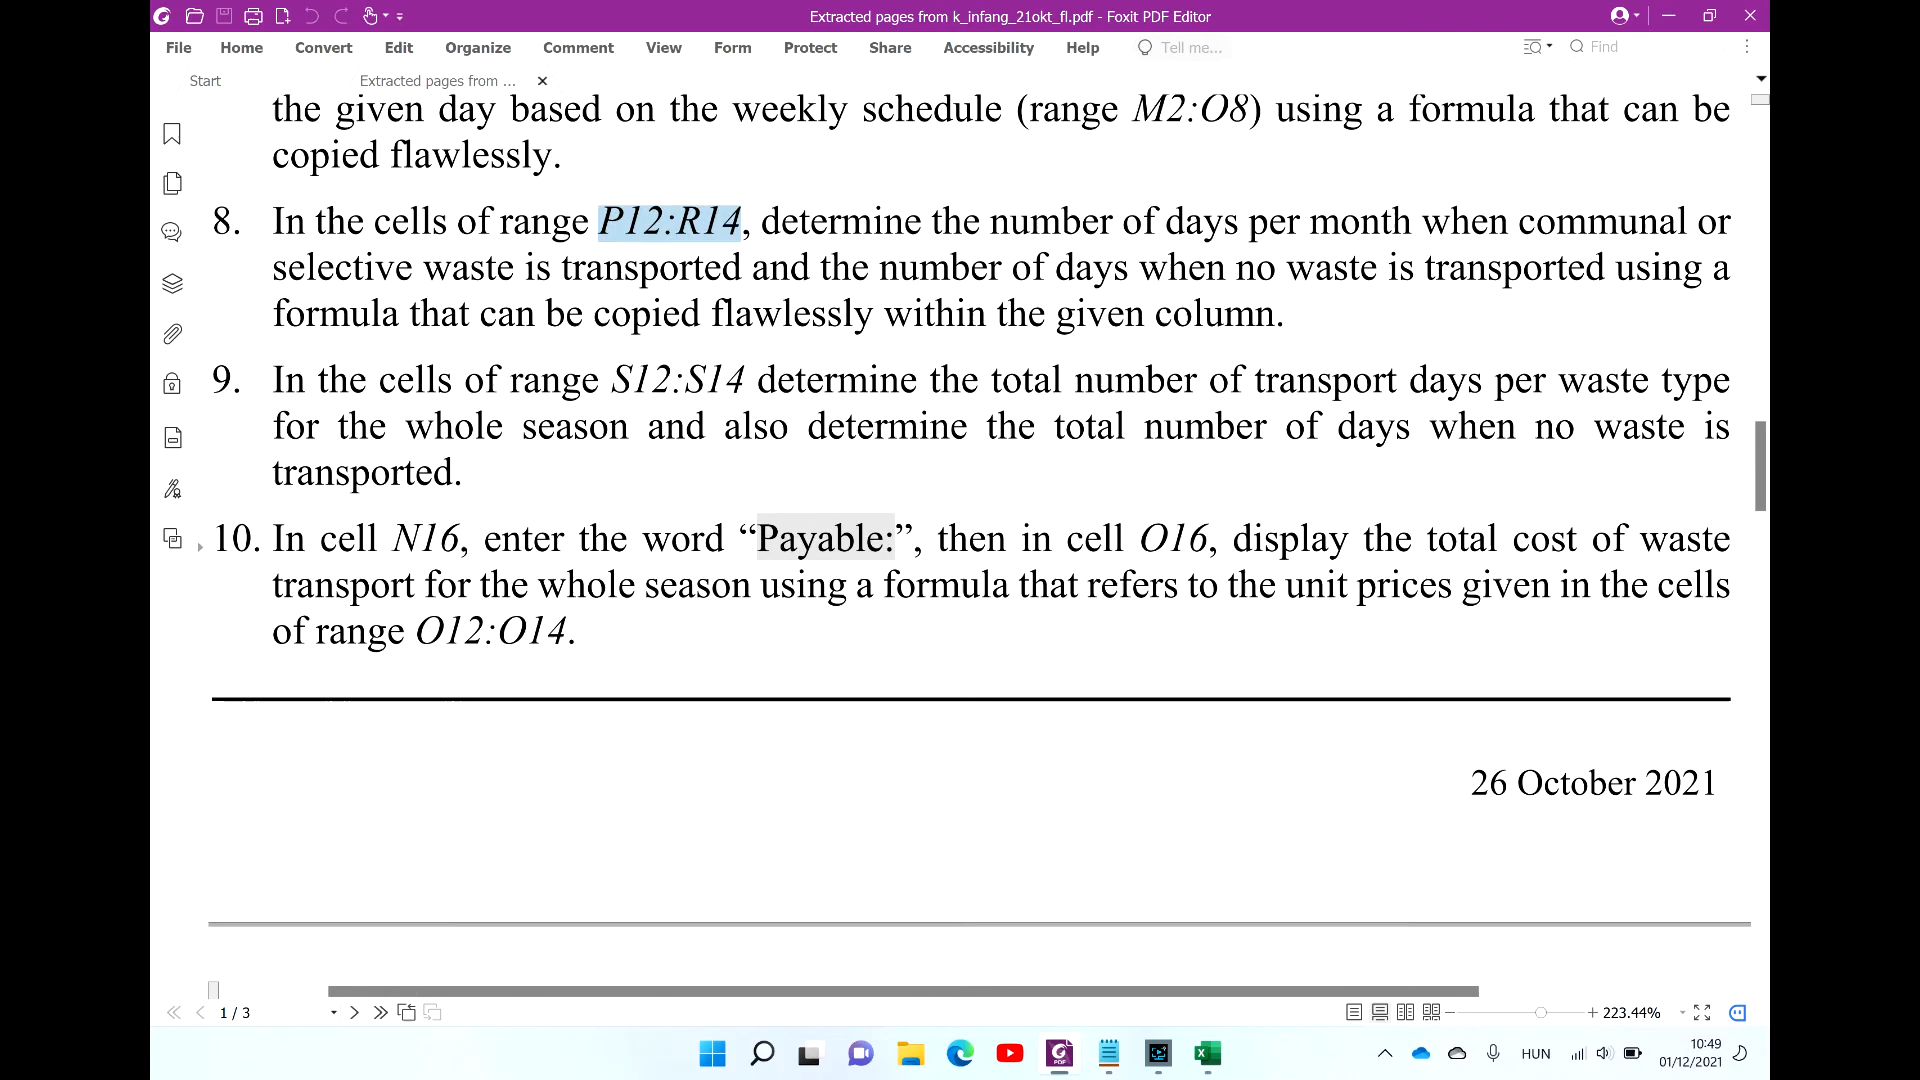 Extracted pages from k_infang_21okt_fl.pdf - Foxit PDF Editor
File Home Convert Edit Organize Comment View Form Protect Share Accessibility Help Tell me... Find
Start Extracted pages from ...
the given day based on the weekly schedule (range M2:O8) using a formula that can be
copied flawlessly.
8. In the cells of range P12:R14, determine the number of days per month when communal or
selective waste is transported and the number of days when no waste is transported using a
formula that can be copied flawlessly within the given column.
9. In the cells of range S12:S14 determine the total number of transport days per waste type
for the whole season and also determine the total number of days when no waste is
transported.
10. In cell N16, enter the word “Payable:”, then in cell O16, display the total cost of waste
transport for the whole season using a formula that refers to the unit prices given in the cells
of range O12:O14.
26 October 2021
1 / 3 223.44%
HUN 10:49
01/12/2021